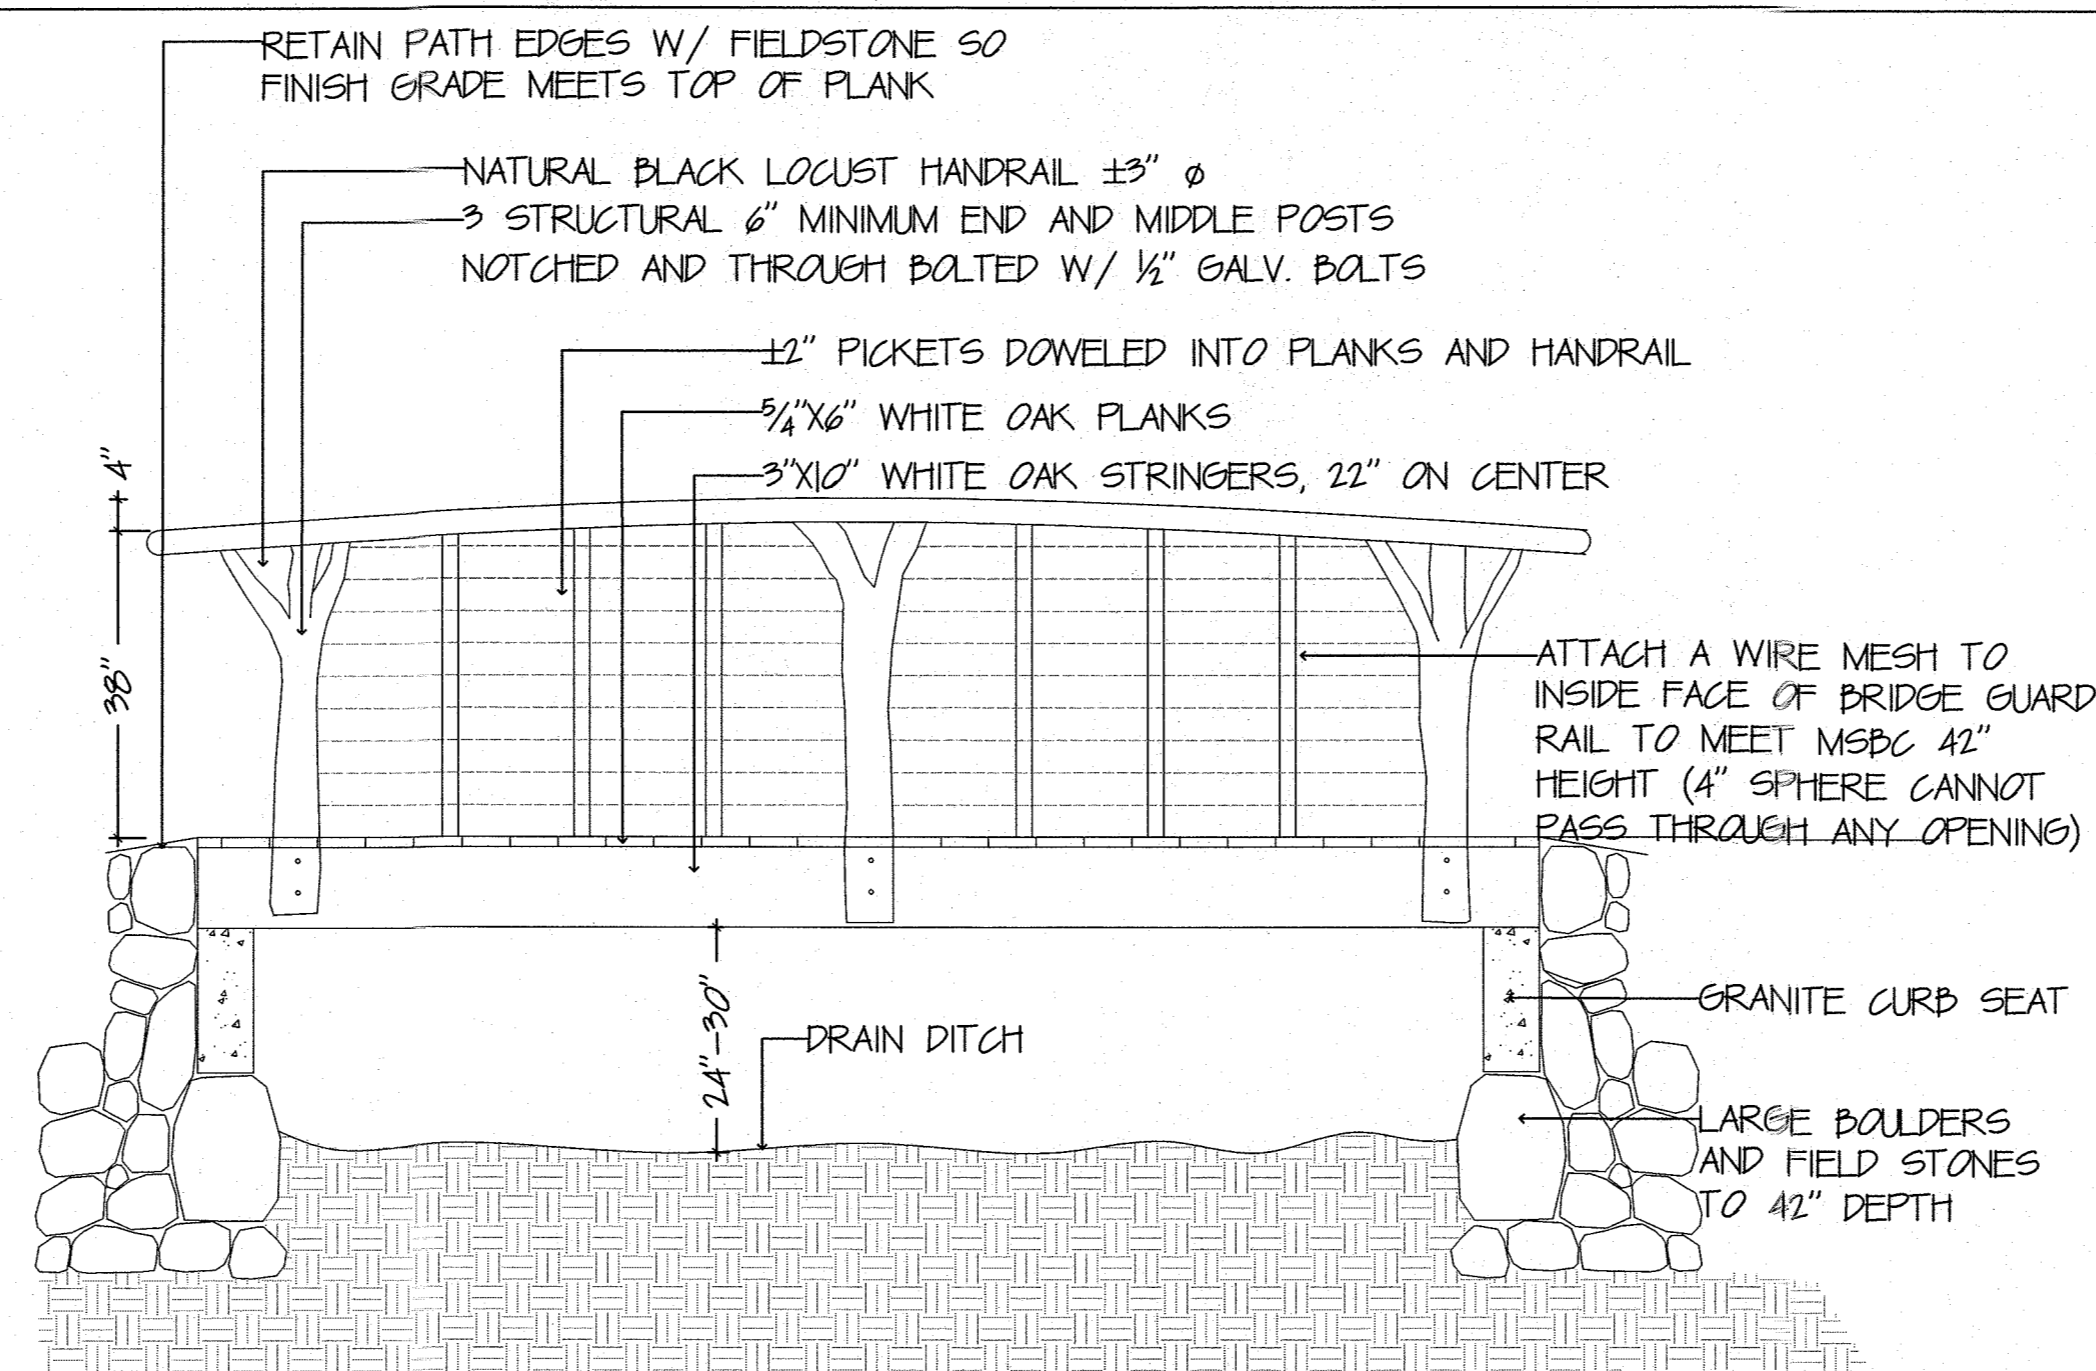 RETAIN PATH EDGES W/ FIELDSTONE SO
FINISH GRADE MEETS TOP OF PLANK
NATURAL BLACK LOCUST HANDRAIL ±3" ⌀
3 STRUCTURAL 6" MINIMUM END AND MIDDLE POSTS
NOTCHED AND THROUGH BOLTED W/ ½" GALV. BOLTS
±2" PICKETS DOWELED INTO PLANKS AND HANDRAIL
5/4"X6" WHITE OAK PLANKS
3"X10" WHITE OAK STRINGERS, 22" ON CENTER
4"
38"
ATTACH A WIRE MESH TO
INSIDE FACE OF BRIDGE GUARD
RAIL TO MEET MSBC 42"
HEIGHT (4" SPHERE CANNOT
PASS THROUGH ANY OPENING)
24"-30"
DRAIN DITCH
GRANITE CURB SEAT
LARGE BOULDERS
AND FIELD STONES
TO 42" DEPTH